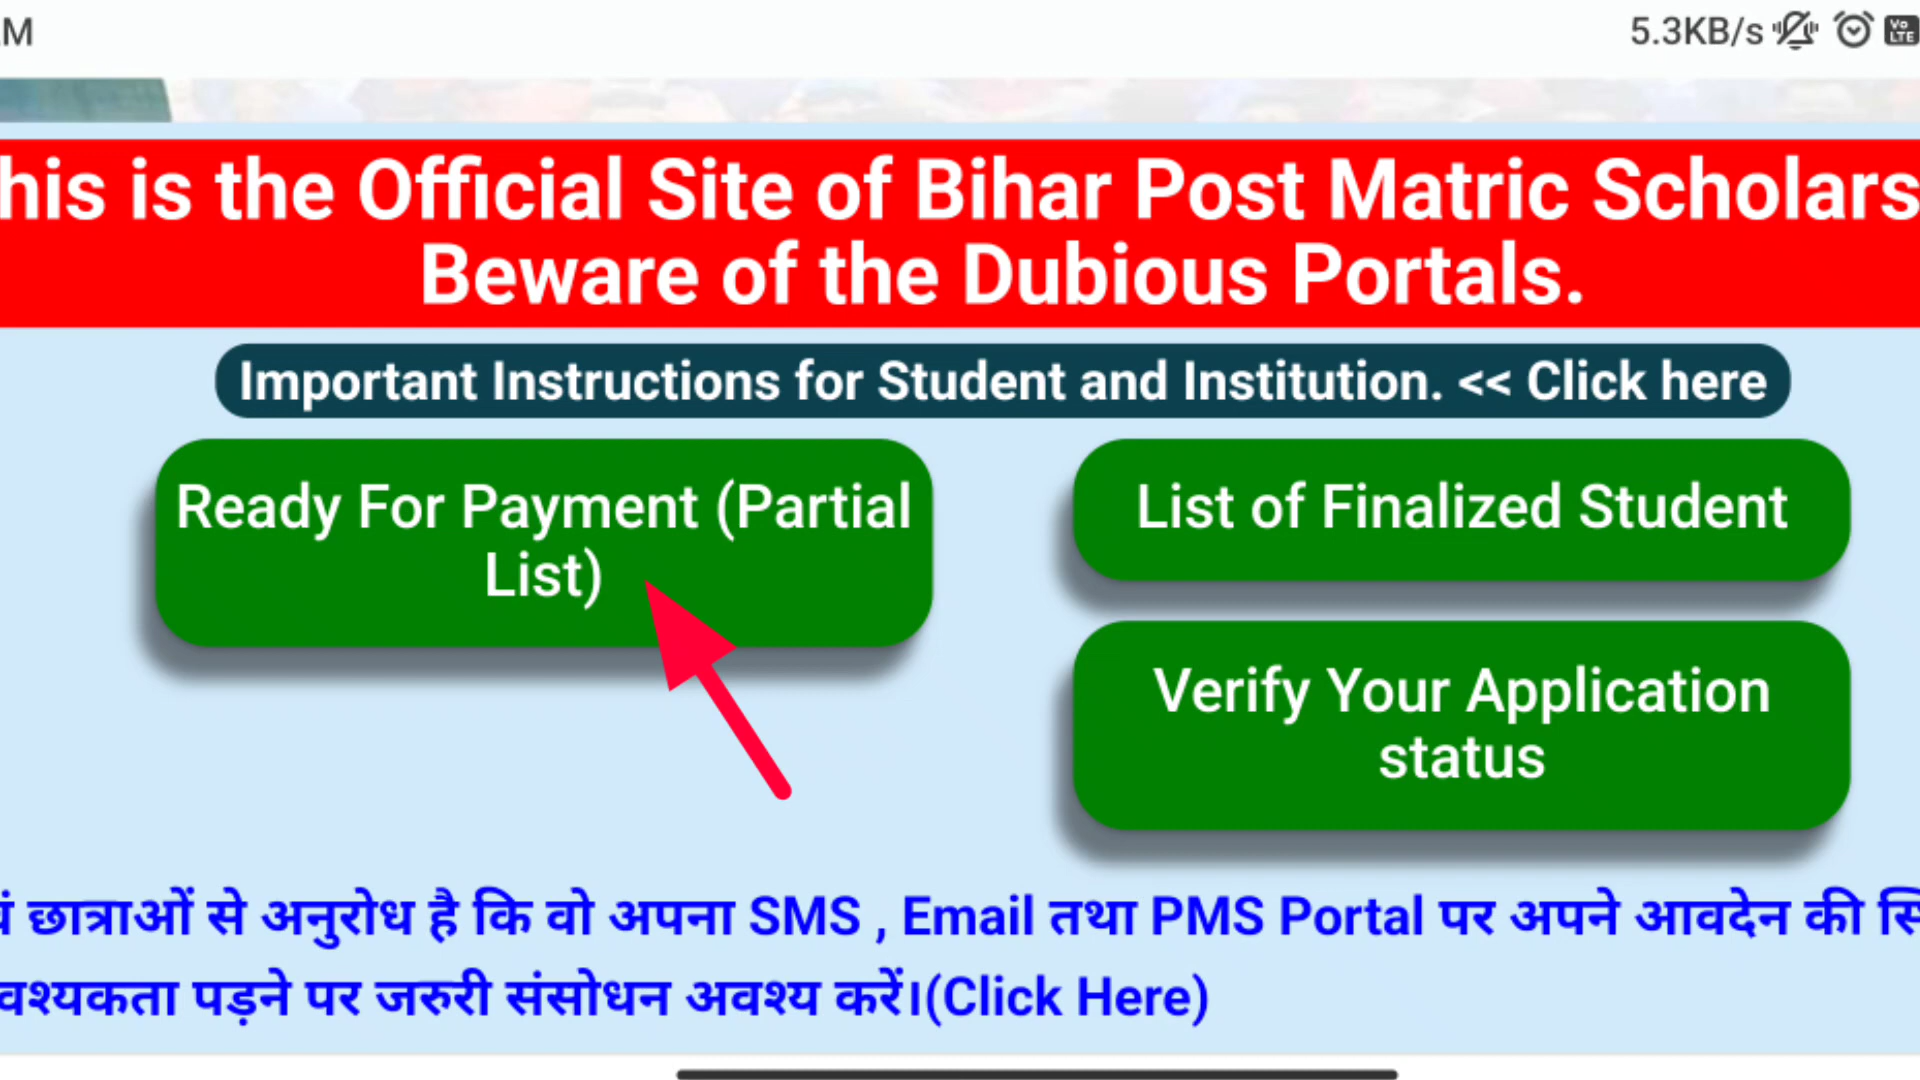 M 5.3KB/s Vo LTE
his is the Official Site of Bihar Post Matric Scholars
Beware of the Dubious Portals.
Important Instructions for Student and Institution. << Click here
Ready For Payment (Partial
List)
List of Finalized Student
Verify Your Application
status
छात्राओं से अनुरोध है कि वो अपना SMS , Email तथा PMS Portal पर अपने आवदेन की
वश्यकता पड़ने पर जरुरी संसोधन अवश्य करें।(Click Here)